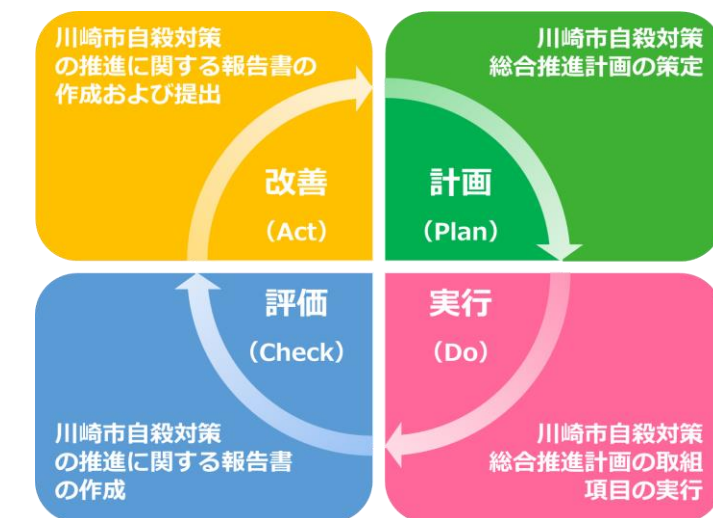 川崎市自殺対策
の推進に関する報告書の
作成および提出
川崎市自殺対策
総合推進計画の策定
改善
（Act）
計画
（Plan）
評価
（Check）
実行
（Do）
川崎市自殺対策
の推進に関する報告書
の作成
川崎市自殺対策
総合推進計画の取組
項目の実行